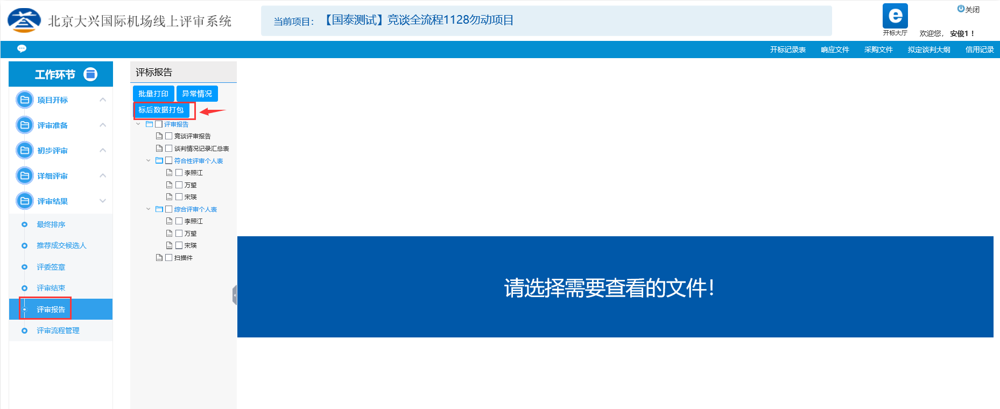 北京大兴国际机场线上评审系统
当前项目：【国泰测试】竞谈全流程1128勿动项目
关闭
开标大厅
欢迎您，安俊1！
开标记录表 响应文件 采购文件 拟定谈判大纲 信用记录
工作环节
项目开标
评审准备
初步评审
详细评审
评审结果
最终排序
推荐成交候选人
评委签章
评审结束
评审报告
评审流程管理
评标报告
批量打印 异常情况
标后数据打包
评审报告
竞谈评审报告
谈判情况记录汇总表
符合性评审个人表
李照江
万望
宋瑛
综合评审个人表
李照江
万望
宋瑛
扫描件
请选择需要查看的文件！